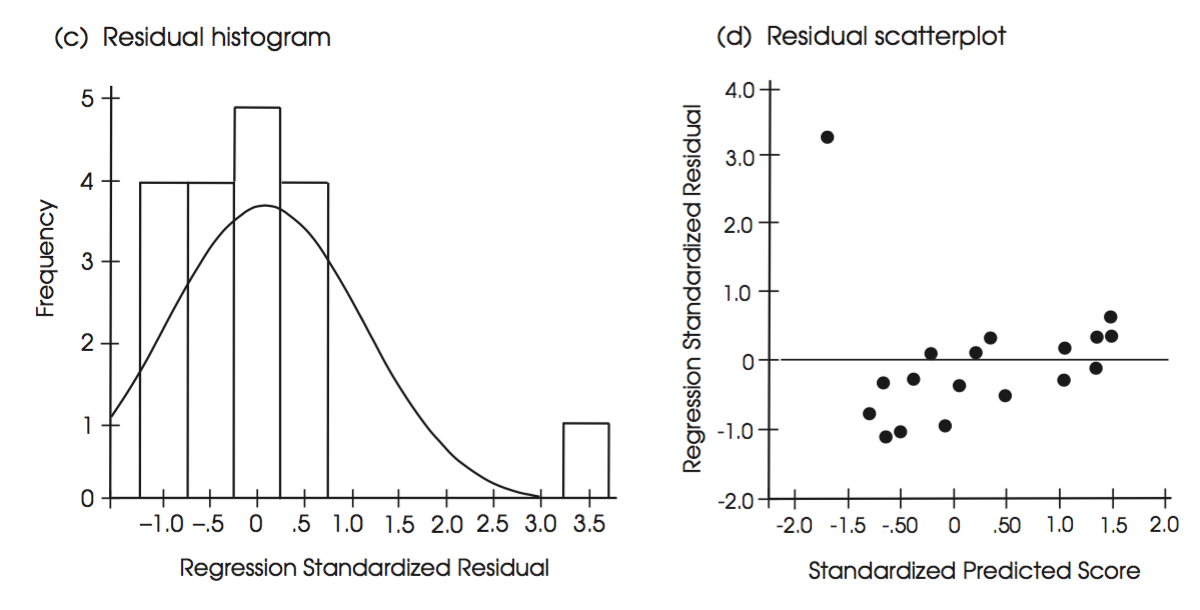 (c) Residual histogram
5
4
3
2
1
0
Frequency
–1.0 –.5 0 .5 1.0 1.5 2.0 2.5 3.0 3.5
Regression Standardized Residual
(d) Residual scatterplot
4.0
3.0
2.0
1.0
0
-1.0
-2.0
Regression Standardized Residual
-2.0 -1.5 -.50 0 .50 1.0 1.5 2.0
Standardized Predicted Score